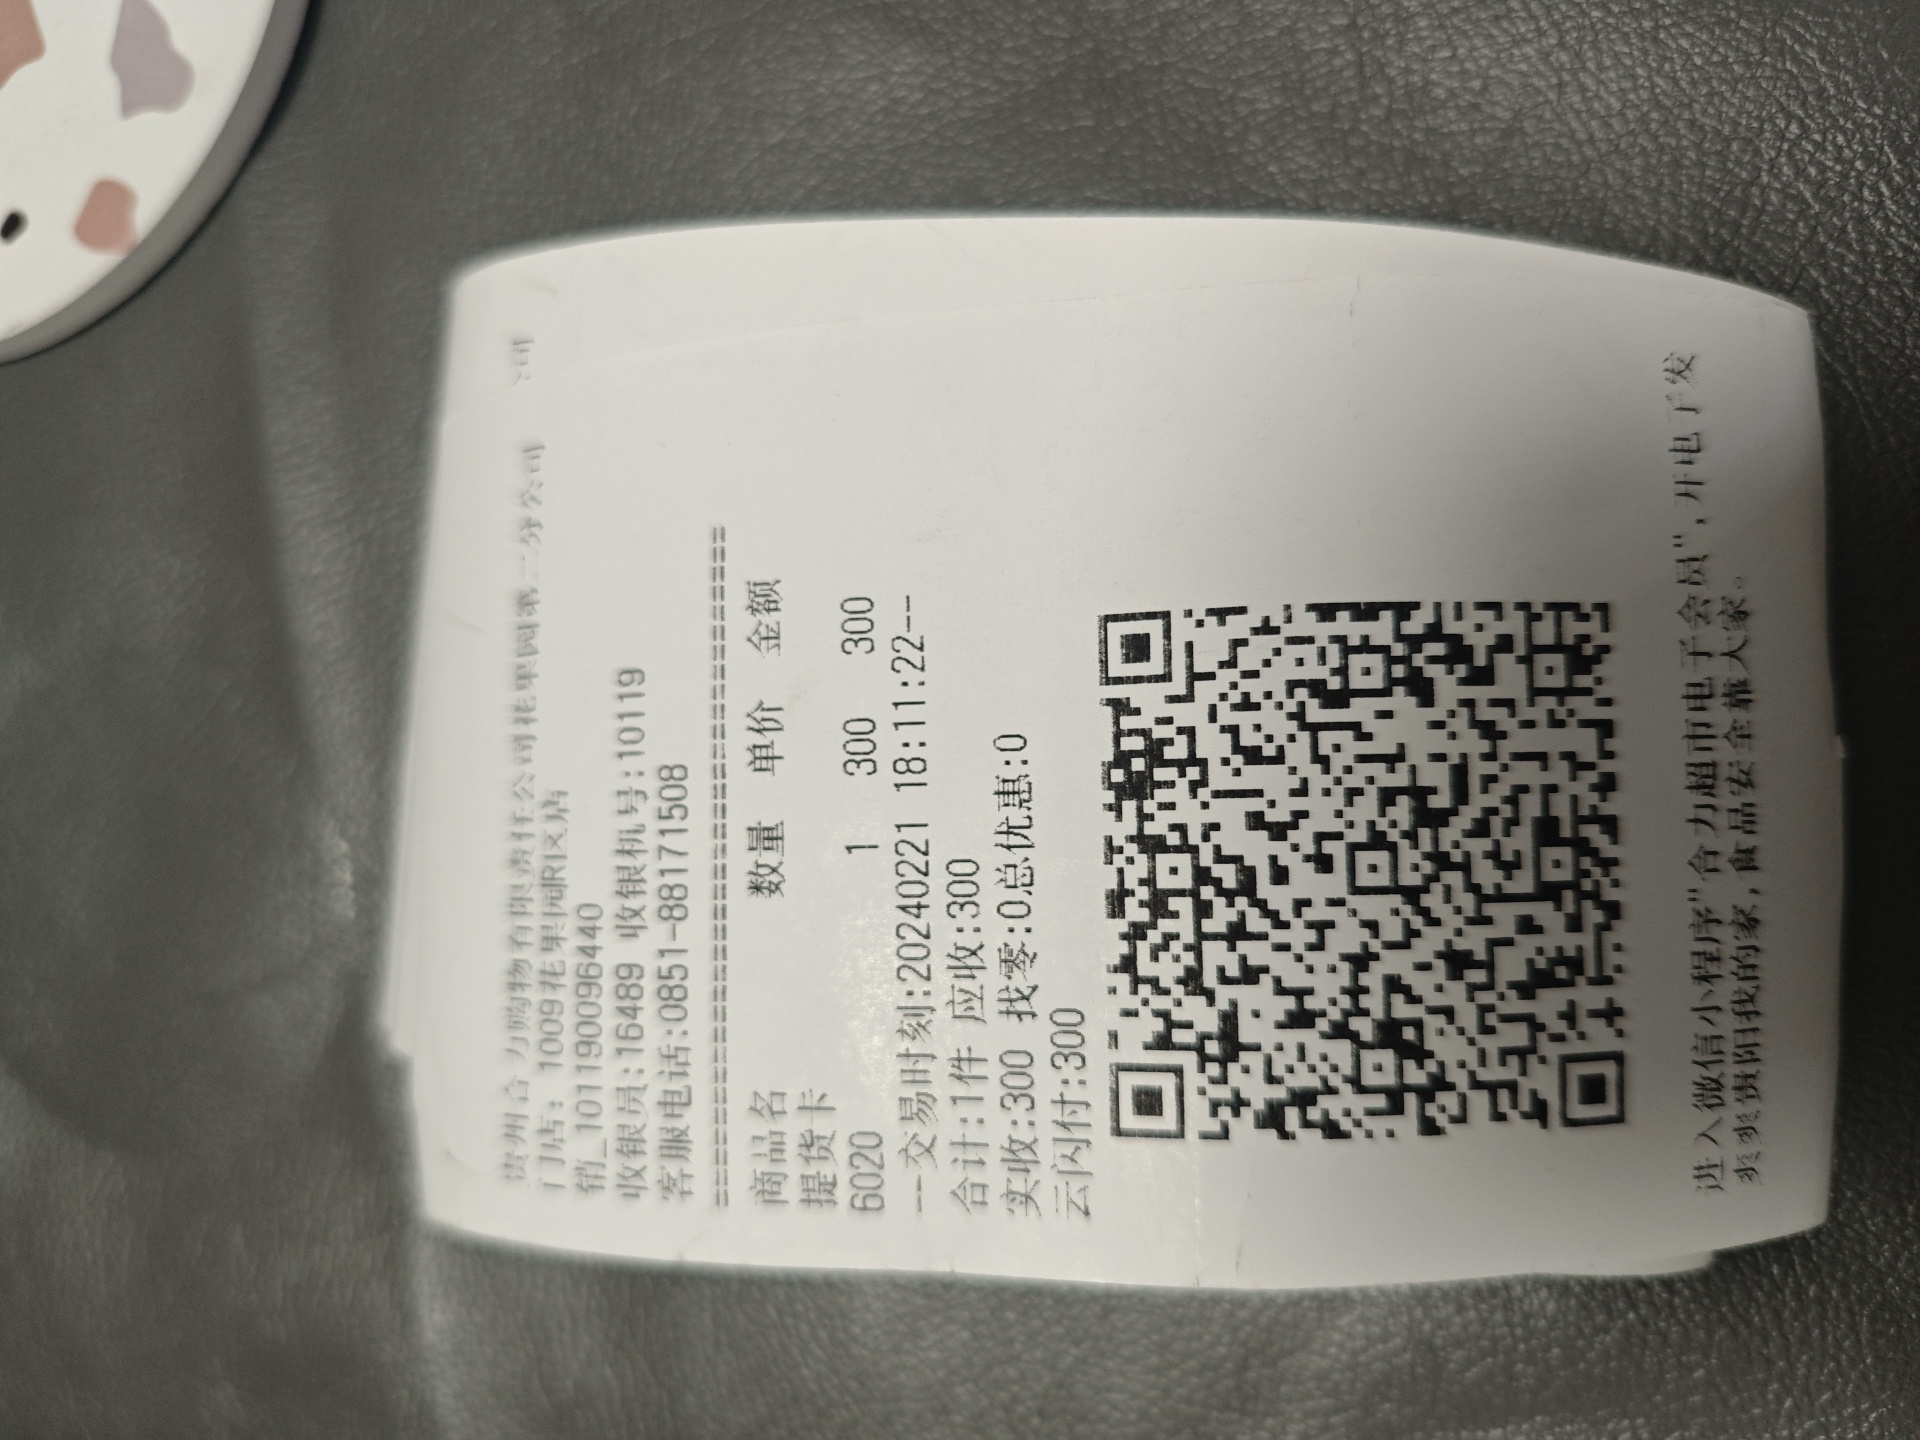 贵州合力购物有限责任公司花果园第二分公司
门店：1009花果园R区店
销_1011900096440
收银员:16489 收银机号:10119
客服电话:0851-88171508
==========================================
商品名 数量 单价 金额
提货卡
6020 1 300 300
--交易时刻:20240221 18:11:22--
合计:1件 应收:300
实收:300 找零:0总优惠:0
云闪付:300
进入微信小程序"合力超市电子会员",开电子发
爽爽贵阳我的家,食品安全靠大家。